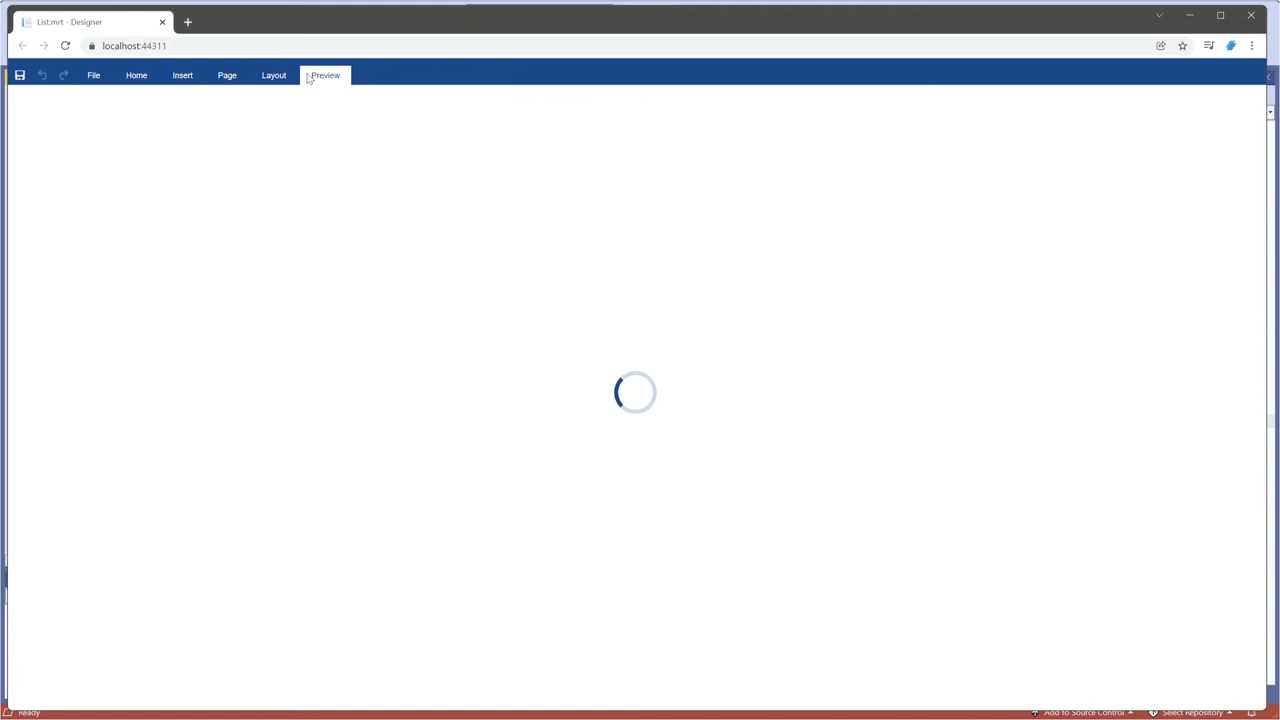 List.mrt - Designer
localhost:44311
File Home Insert Page Layout Preview
Ready Add to Source Control Select Repository